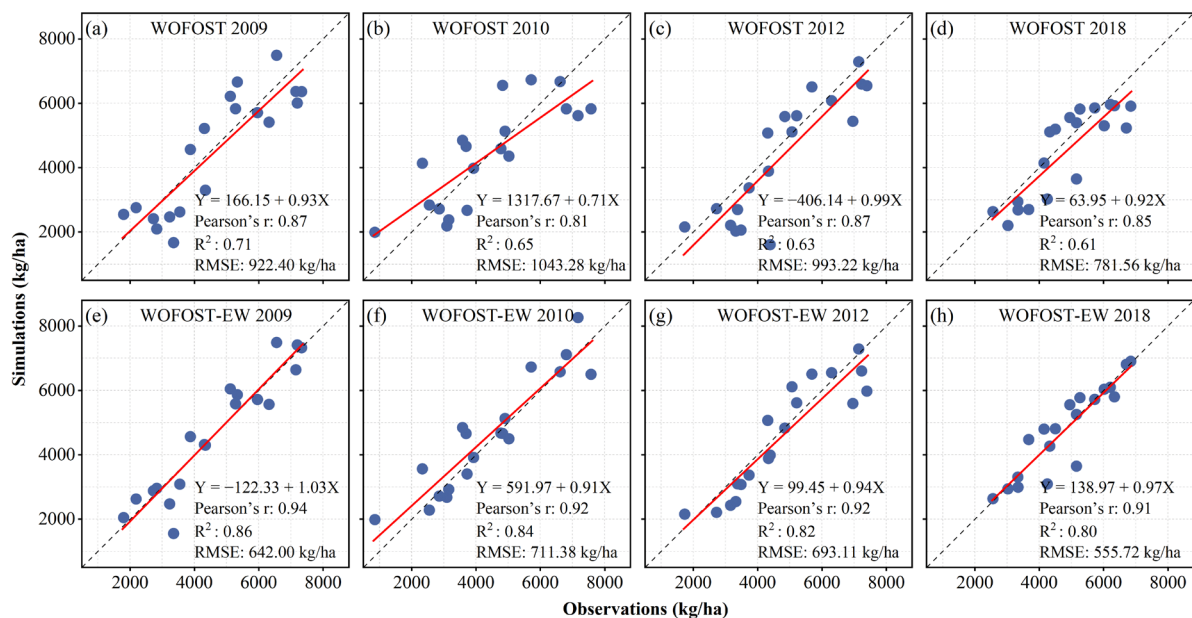 (a) WOFOST 2009
Y = 166.15 + 0.93X
Pearson's r: 0.87
R² : 0.71
RMSE: 922.40 kg/ha
(b) WOFOST 2010
Y = 1317.67 + 0.71X
Pearson's r: 0.81
R² : 0.65
RMSE: 1043.28 kg/ha
(c) WOFOST 2012
Y = −406.14 + 0.99X
Pearson's r: 0.87
R² : 0.63
RMSE: 993.22 kg/ha
(d) WOFOST 2018
Y = 63.95 + 0.92X
Pearson's r: 0.85
R² : 0.61
RMSE: 781.56 kg/ha
8000
6000
4000
2000
Simulations (kg/ha)
(e) WOFOST-EW 2009
Y = −122.33 + 1.03X
Pearson's r: 0.94
R² : 0.86
RMSE: 642.00 kg/ha
(f) WOFOST-EW 2010
Y = 591.97 + 0.91X
Pearson's r: 0.92
R² : 0.84
RMSE: 711.38 kg/ha
(g) WOFOST-EW 2012
Y = 99.45 + 0.94X
Pearson's r: 0.92
R² : 0.82
RMSE: 693.11 kg/ha
(h) WOFOST-EW 2018
Y = 138.97 + 0.97X
Pearson's r: 0.91
R² : 0.80
RMSE: 555.72 kg/ha
8000
6000
4000
2000
2000 4000 6000 8000 2000 4000 6000 8000 2000 4000 6000 8000 2000 4000 6000 8000
Observations (kg/ha)